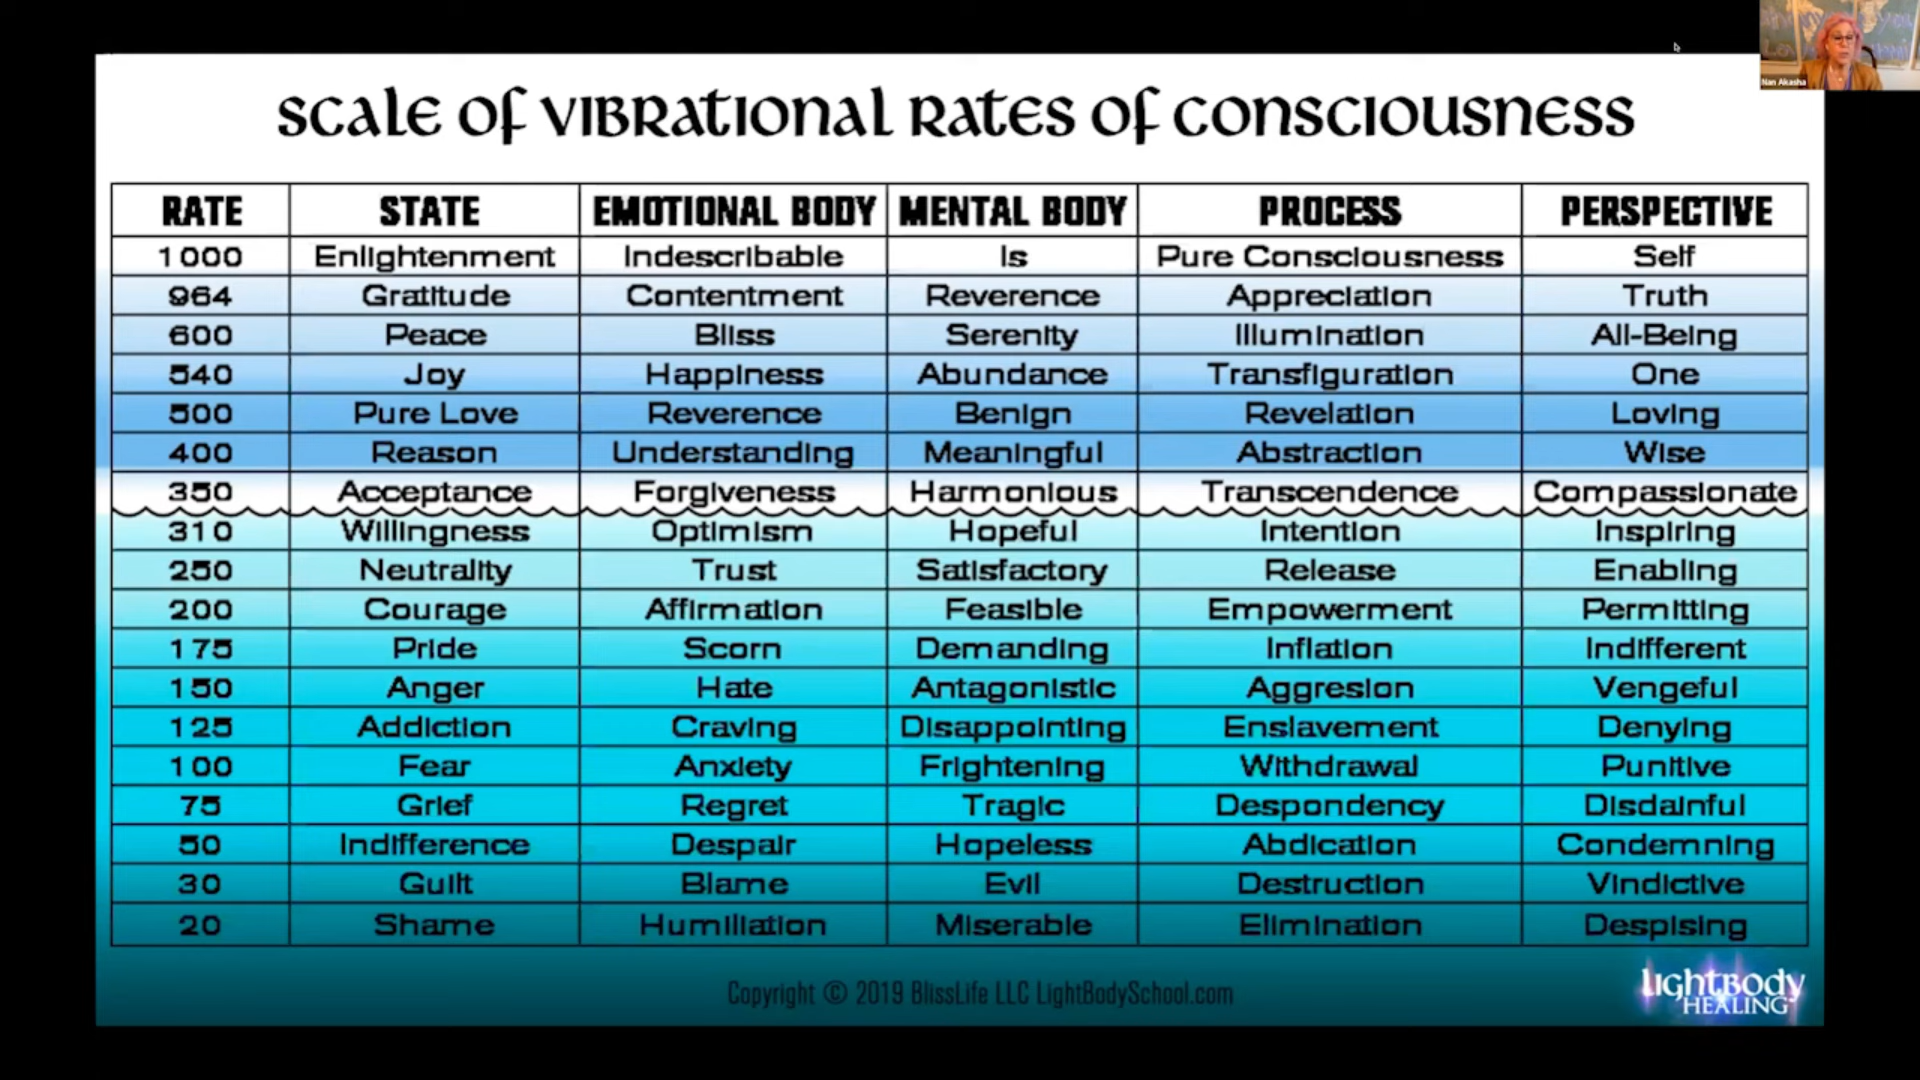 Scale of Vibrational Rates of Consciousness
RATE STATE EMOTIONAL BODY MENTAL BODY PROCESS PERSPECTIVE
1000 Enlightenment Indescribable Is Pure Consciousness Self
964 Gratitude Contentment Reverence Appreciation Truth
600 Peace Bliss Serenity Illumination All-Being
540 Joy Happiness Abundance Transfiguration One
500 Pure Love Reverence Benign Revelation Loving
400 Reason Understanding Meaningful Abstraction Wise
350 Acceptance Forgiveness Harmonious Transcendence Compassionate
310 Willingness Optimism Hopeful Intention Inspiring
250 Neutrality Trust Satisfactory Release Enabling
200 Courage Affirmation Feasible Empowerment Permitting
175 Pride Scorn Demanding Inflation Indifferent
150 Anger Hate Antagonistic Aggresion Vengeful
125 Addiction Craving Disappointing Enslavement Denying
100 Fear Anxiety Frightening Withdrawal Punitive
75 Grief Regret Tragic Despondency Disdainful
50 Indifference Despair Hopeless Abdication Condemning
30 Guilt Blame Evil Destruction Vindictive
20 Shame Humiliation Miserable Elimination Despising
Copyright © 2019 BlissLife LLC LightBodySchool.com
LightBody
HEALING
Nan Akasha